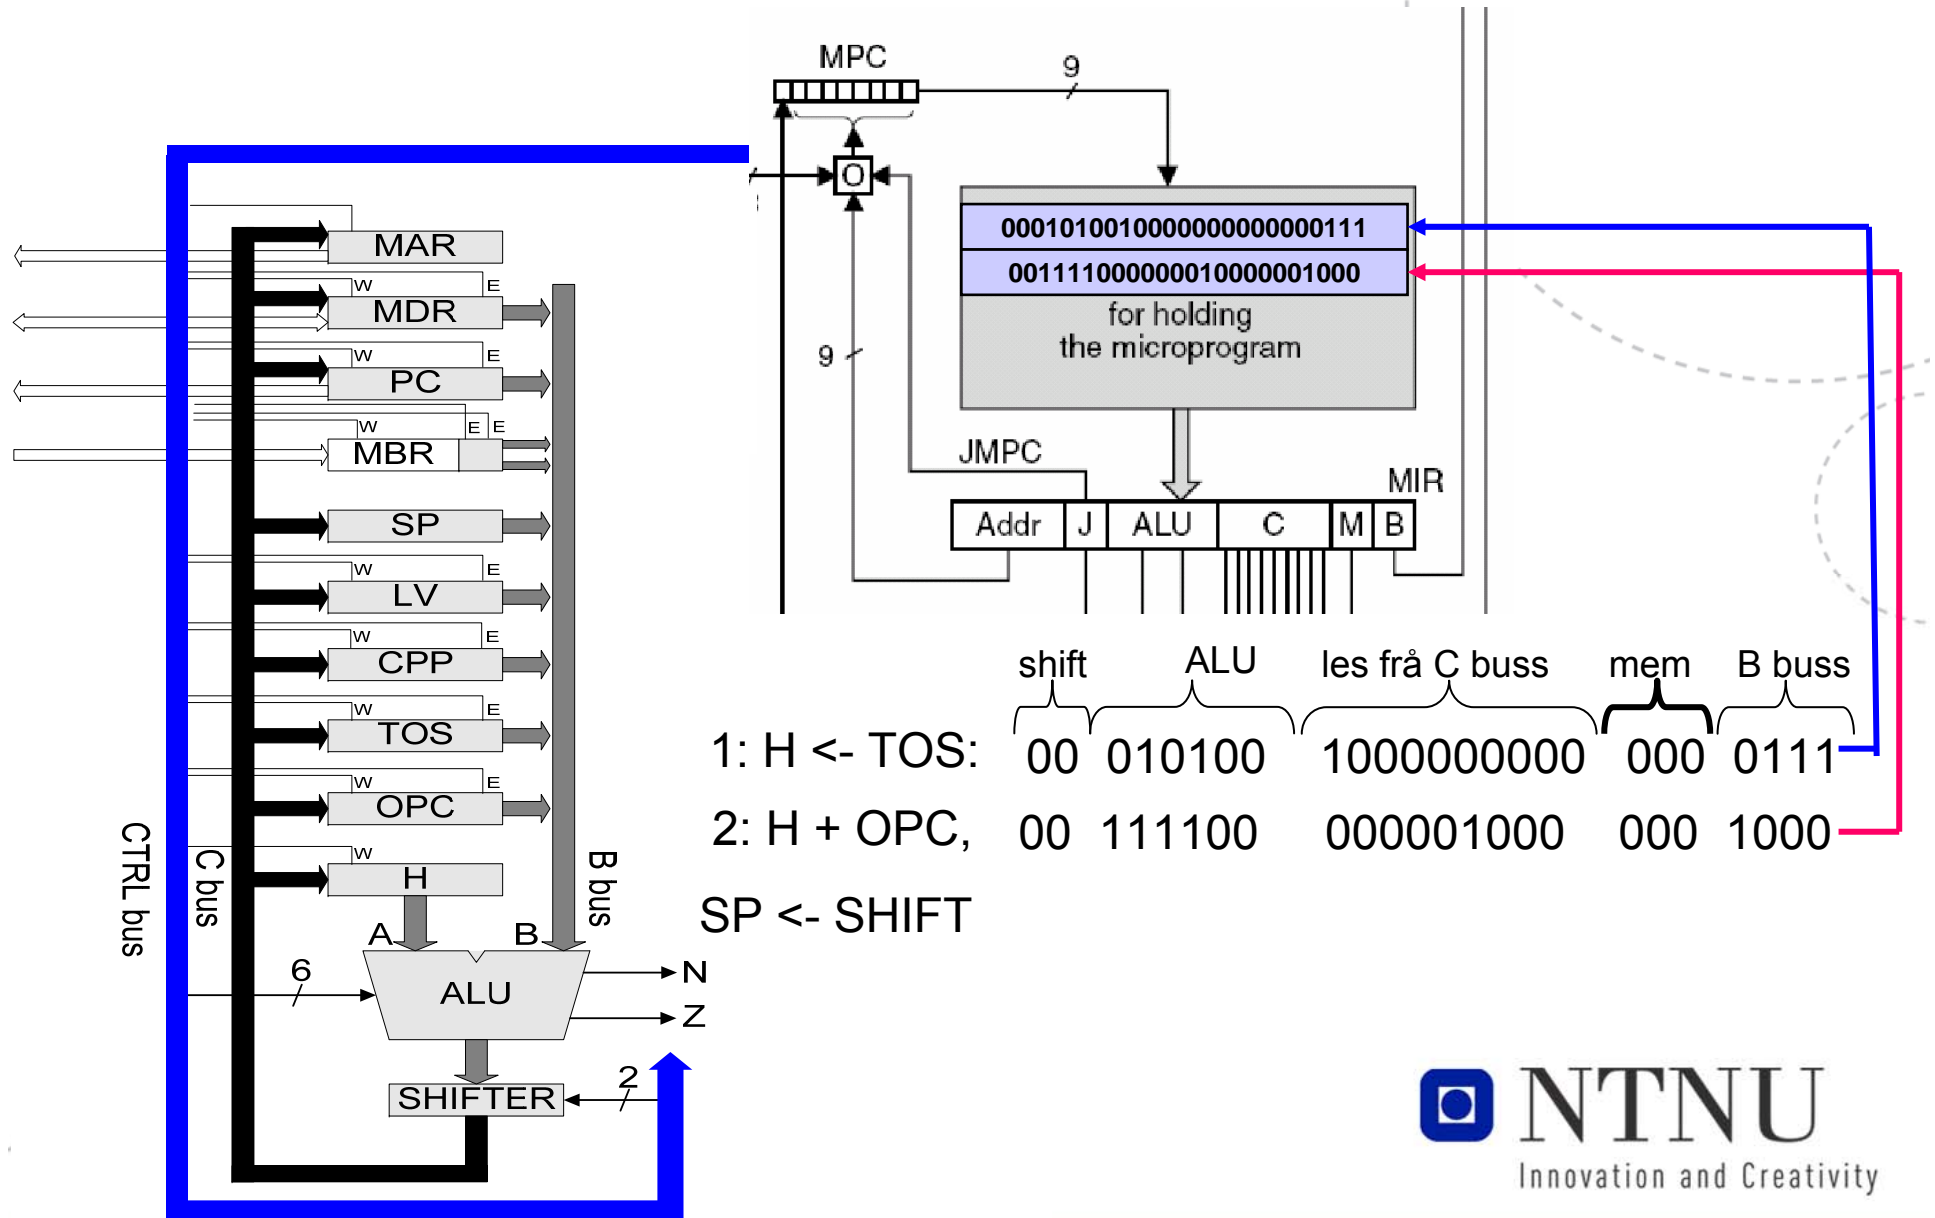 MPC
9
O
0001010010000000000000111
001111000000010000001000
for holding
the microprogram
9
JMPC
MIR
Addr J ALU C M B
MAR
W E
MDR
W E
PC
W E E
MBR
SP
W E
LV
W E
CPP
W E
TOS
W E
OPC
W
H
CTRL bus
C bus
B bus
A B
6
ALU
N
Z
2
SHIFTER
shift ALU les frå C buss mem B buss
1: H <- TOS: 00 010100 1000000000 000 0111
2: H + OPC, 00 111100 000001000 000 1000
SP <- SHIFT
NTNU
Innovation and Creativity